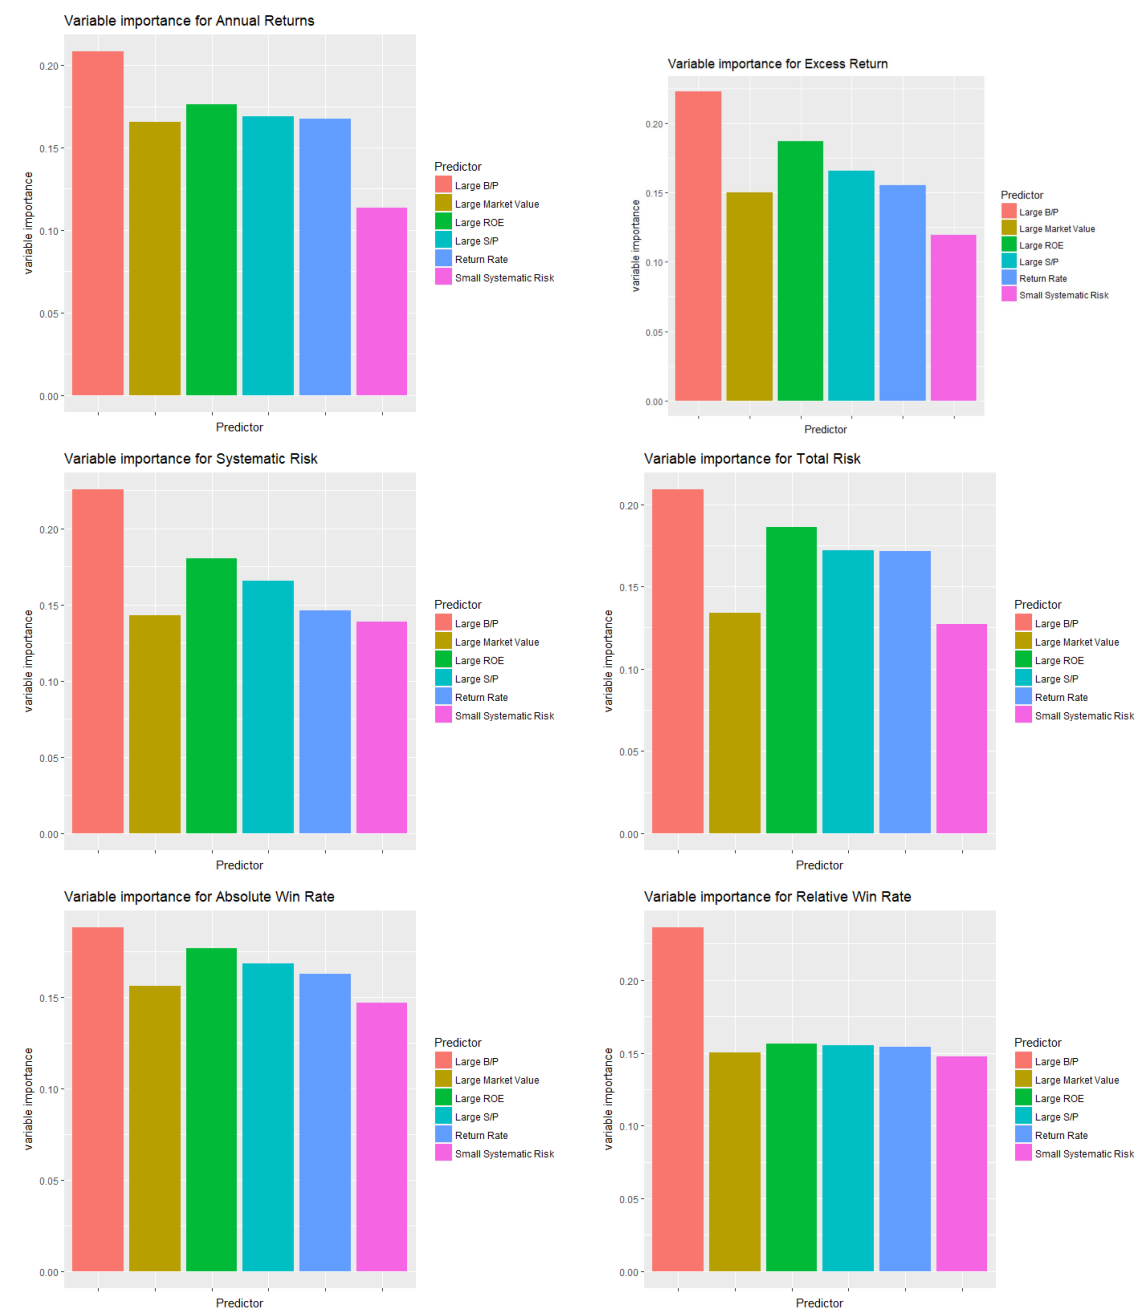 Variable importance for Annual Returns
0.20
0.15
0.10
0.05
0.00
variable importance
Predictor
Predictor
Large B/P
Large Market Value
Large ROE
Large S/P
Return Rate
Small Systematic Risk
Variable importance for Excess Return
0.20
0.15
0.10
0.05
0.00
variable importance
Predictor
Predictor
Large B/P
Large Market Value
Large ROE
Large S/P
Return Rate
Small Systematic Risk
Variable importance for Systematic Risk
0.20
0.15
0.10
0.05
0.00
variable importance
Predictor
Predictor
Large B/P
Large Market Value
Large ROE
Large S/P
Return Rate
Small Systematic Risk
Variable importance for Total Risk
0.20
0.15
0.10
0.05
0.00
variable importance
Predictor
Predictor
Large B/P
Large Market Value
Large ROE
Large S/P
Return Rate
Small Systematic Risk
Variable importance for Absolute Win Rate
0.15
0.10
0.05
0.00
variable importance
Predictor
Predictor
Large B/P
Large Market Value
Large ROE
Large S/P
Return Rate
Small Systematic Risk
Variable importance for Relative Win Rate
0.20
0.15
0.10
0.05
0.00
variable importance
Predictor
Predictor
Large B/P
Large Market Value
Large ROE
Large S/P
Return Rate
Small Systematic Risk